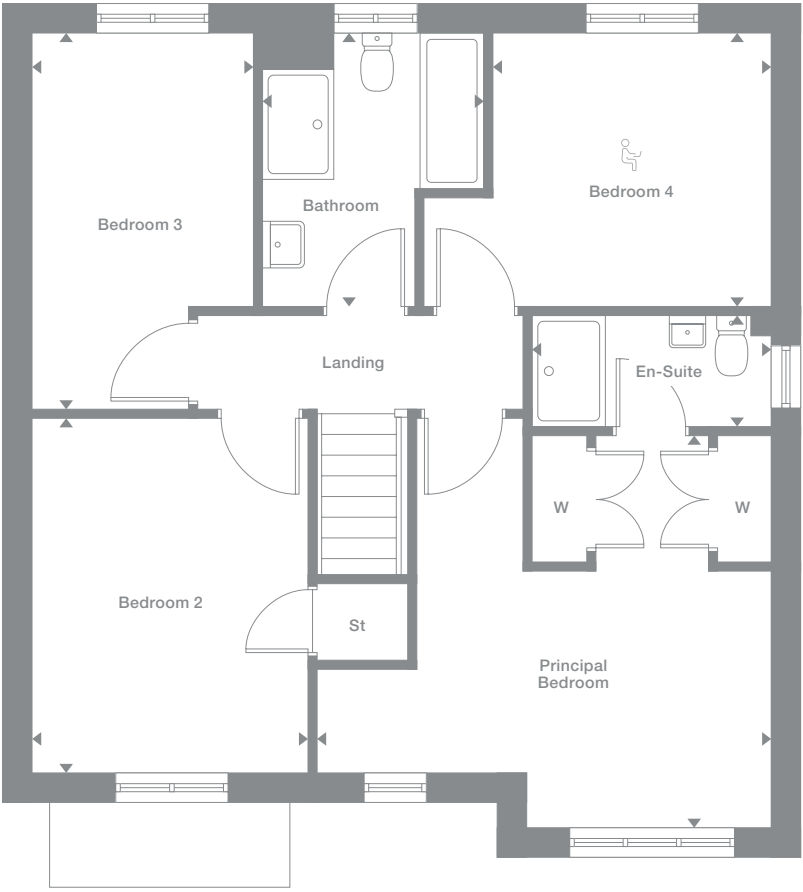 Bedroom 3
Bathroom
Bedroom 4
Landing
En-Suite
W
W
Bedroom 2
St
Principal
Bedroom